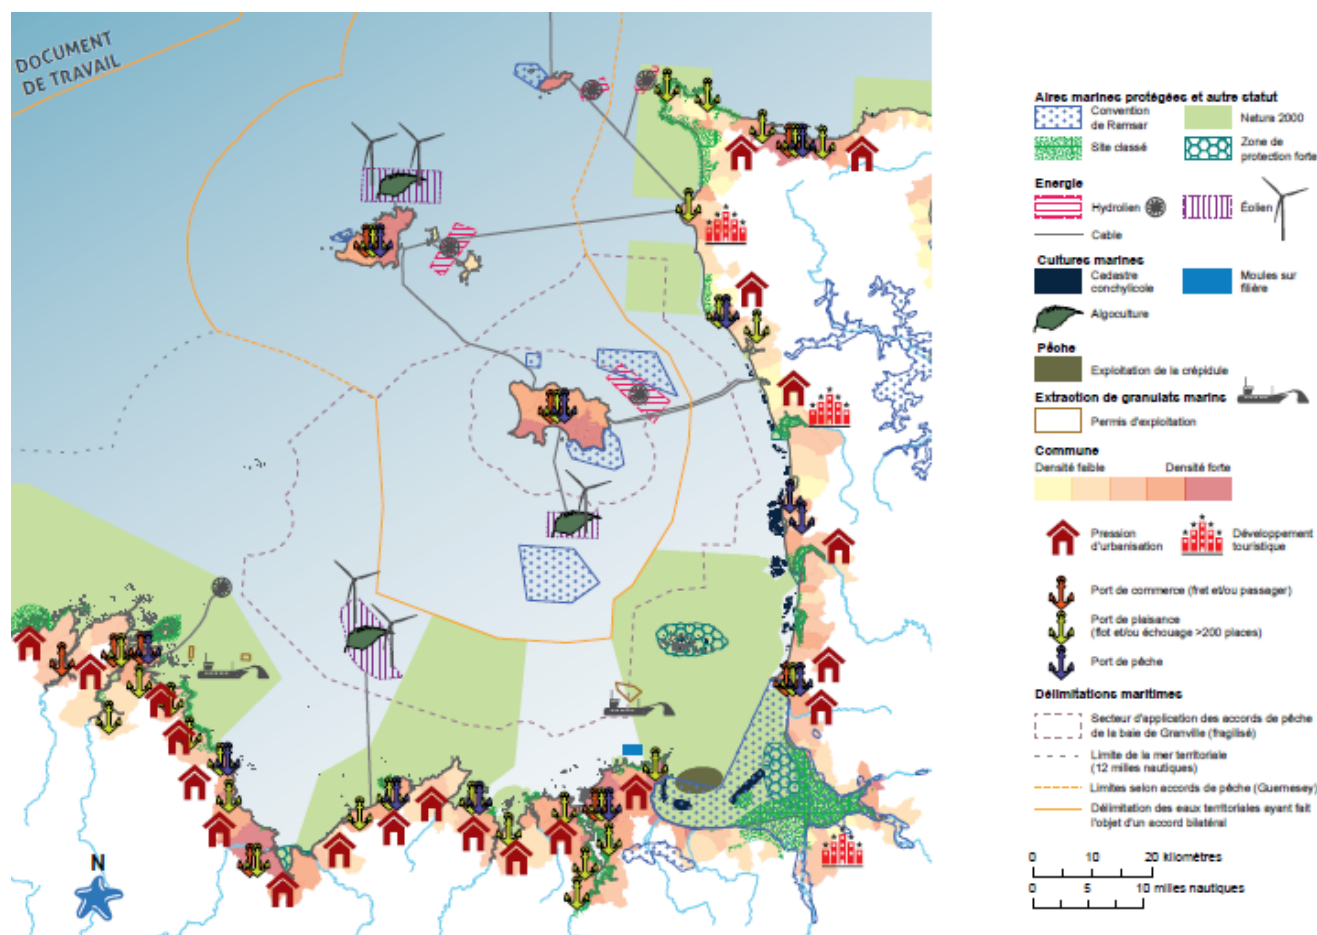 DOCUMENT
DE TRAVAIL
N
Aires marines protégées et autre statut
Convention
de Ramsar
Natura 2000
Site classé
Zone de
protection forte
Energie
Hydrolien
Éolien
Cable
Cultures marines
Cadastre
conchylicole
Moules sur
filière
Algoculture
Pêche
Exploitation de la crépidule
Extraction de granulats marins
Permis d'exploitation
Commune
Densité faible
Densité forte
Pression
d'urbanisation
Développement
touristique
Port de commerce (fret et/ou passager)
Port de plaisance
(flot et/ou échouage >200 places)
Port de pêche
Délimitations maritimes
Secteur d'application des accords de pêche
de la baie de Granville (fragilisé)
Limite de la mer territoriale
(12 milles nautiques)
Limites selon accords de pêche (Guernesey)
Délimitation des eaux territoriales ayant fait
l'objet d'un accord bilatéral
0 10 20 kilomètres
0 5 10 milles nautiques